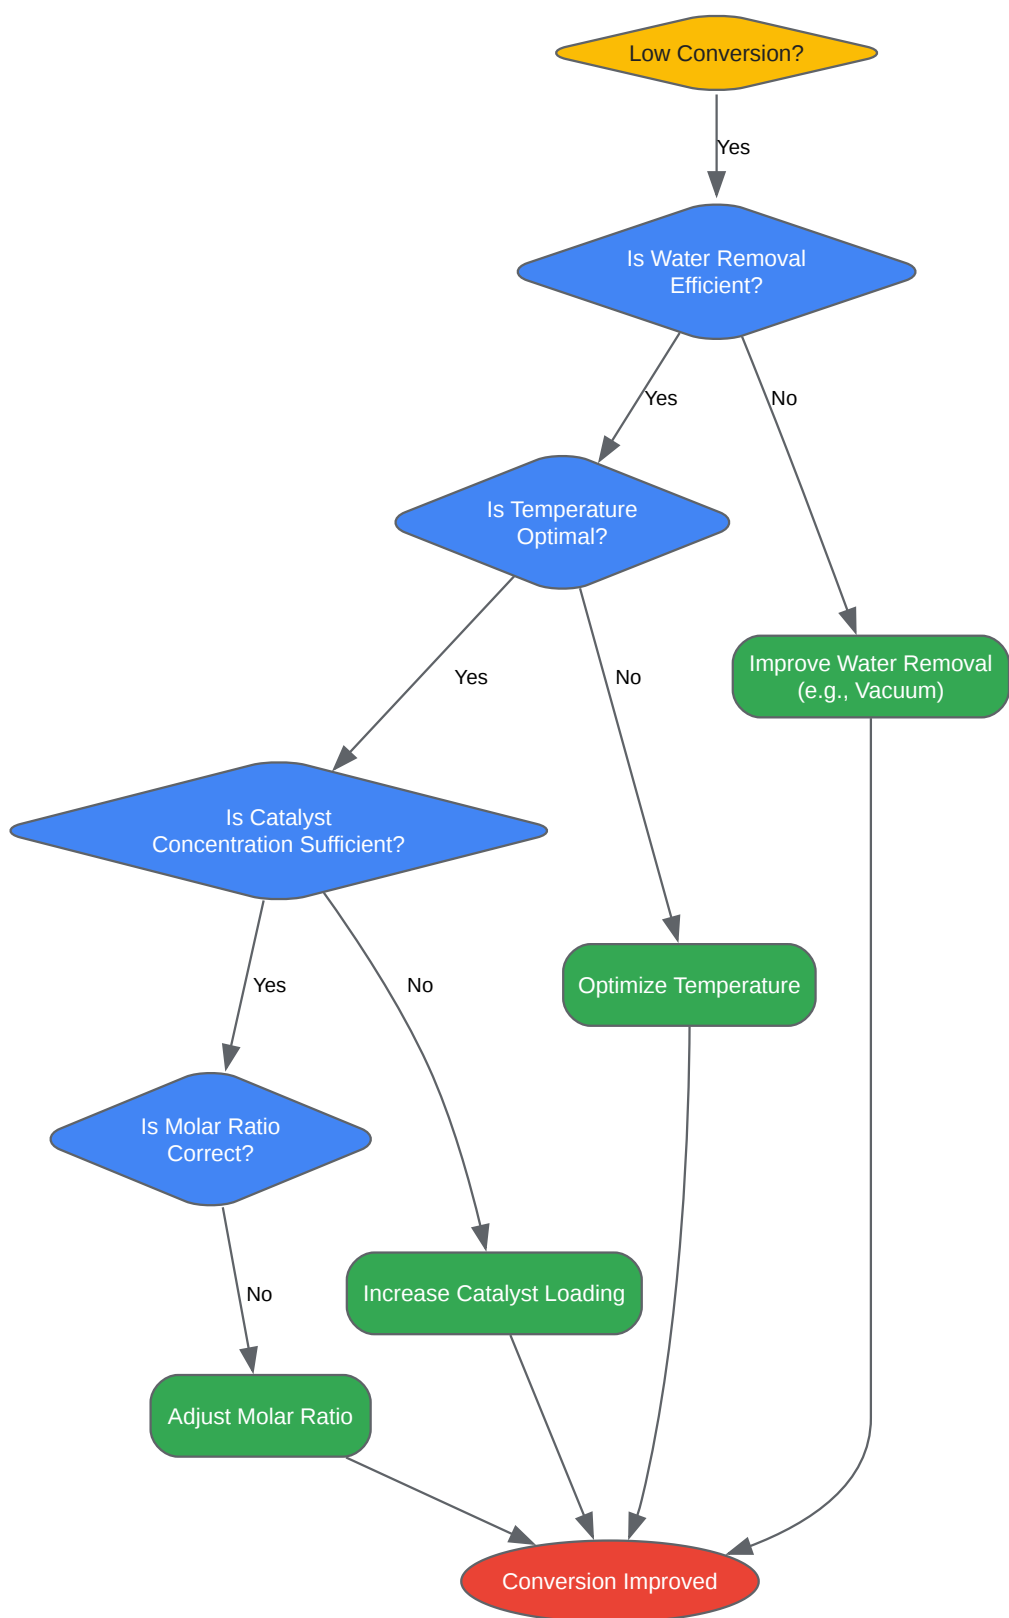 Low Conversion?
Yes
Is Water Removal
Efficient?
Yes
No
Is Temperature
Optimal?
Yes
No
Improve Water Removal
(e.g., Vacuum)
Is Catalyst
Concentration Sufficient?
Yes
No
Optimize Temperature
Is Molar Ratio
Correct?
No
Increase Catalyst Loading
Adjust Molar Ratio
Conversion Improved